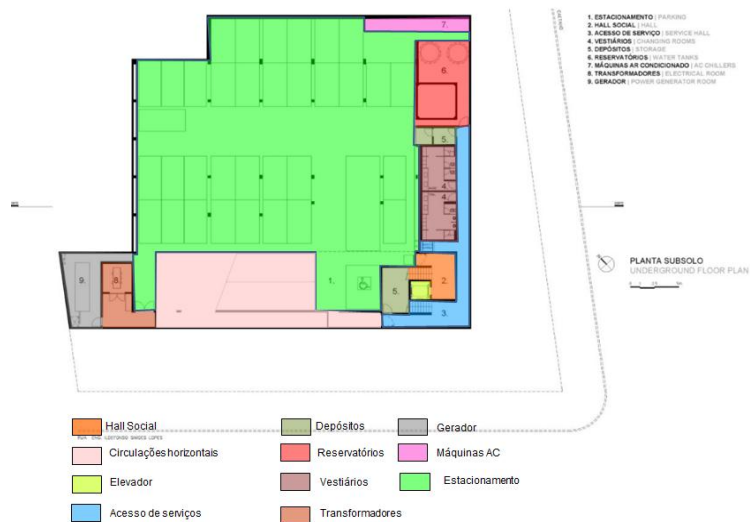 1. ESTACIONAMENTO | PARKING
2. HALL SOCIAL | HALL
3. ACESSO DE SERVIÇO | SERVICE HALL
4. VESTIÁRIOS | CHANGING ROOMS
5. DEPÓSITOS | STORAGE
6. RESERVATÓRIOS | WATER TANKS
7. MÁQUINAS AR CONDICIONADO | AC CHILLERS
8. TRANSFORMADORES | ELECTRICAL ROOM
9. GERADOR | POWER GENERATOR ROOM
7.
6.
5.
4.
4.
9.
8.
1.
5.
2.
3.
PLANTA SUBSOLO
UNDERGROUND FLOOR PLAN
Hall Social
Depósitos
Gerador
Circulações horizontais
Reservatórios
Máquinas AC
Elevador
Vestiários
Estacionamento
Acesso de serviços
Transformadores